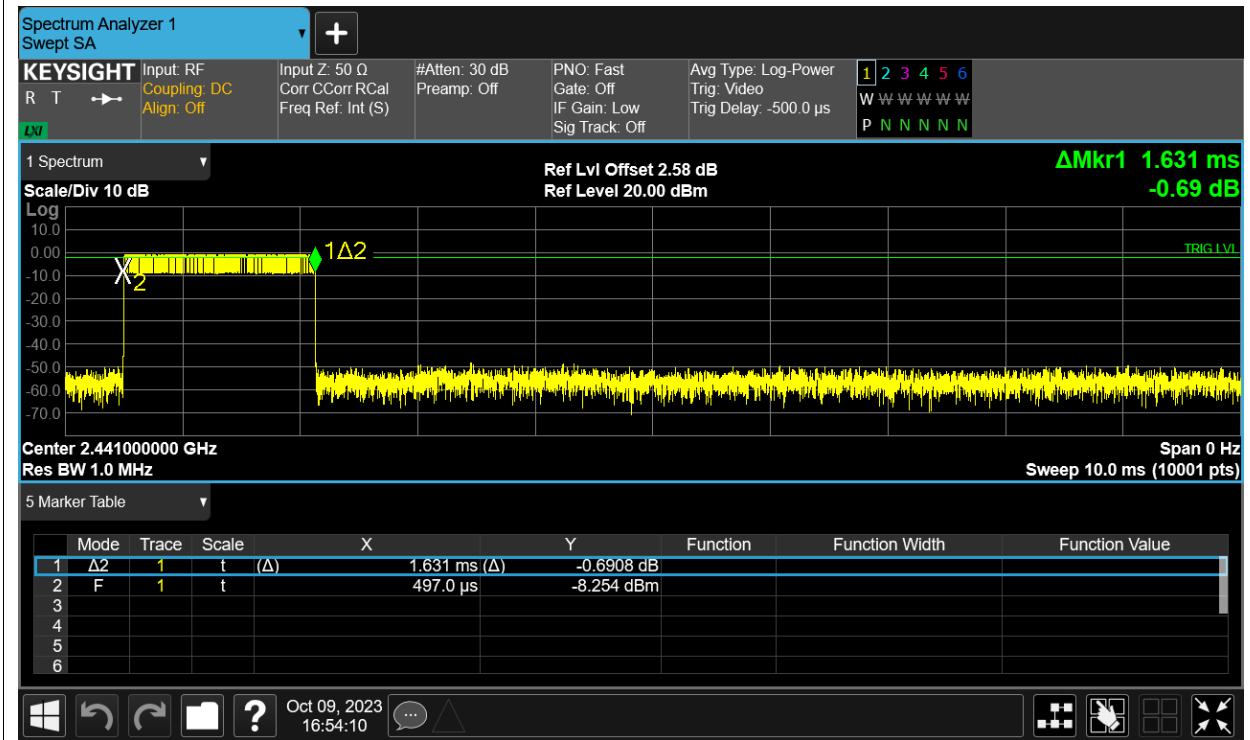 Spectrum Analyzer 1
Swept SA
KEYSIGHT
R T
LXI
Input: RF
Coupling: DC
Align: Off
Input Z: 50 Ω
Corr CCorr RCal
Freq Ref: Int (S)
#Atten: 30 dB
Preamp: Off
PNO: Fast
Gate: Off
IF Gain: Low
Sig Track: Off
Avg Type: Log-Power
Trig: Video
Trig Delay: -500.0 µs
1 2 3 4 5 6
W W W W W W
P N N N N N
1 Spectrum
Scale/Div 10 dB
Ref Lvl Offset 2.58 dB
Ref Level 20.00 dBm
ΔMkr1 1.631 ms
-0.69 dB
Log
10.0
0.00
-10.0
-20.0
-30.0
-40.0
-50.0
-60.0
-70.0
X2
1Δ2
TRIG LVL
Center 2.441000000 GHz
Res BW 1.0 MHz
Span 0 Hz
Sweep 10.0 ms (10001 pts)
5 Marker Table
Mode Trace Scale X Y Function Function Width Function Value
1 Δ2 1 t (Δ) 1.631 ms (Δ) -0.6908 dB
2 F 1 t 497.0 µs -8.254 dBm
3
4
5
6
?
Oct 09, 2023
16:54:10